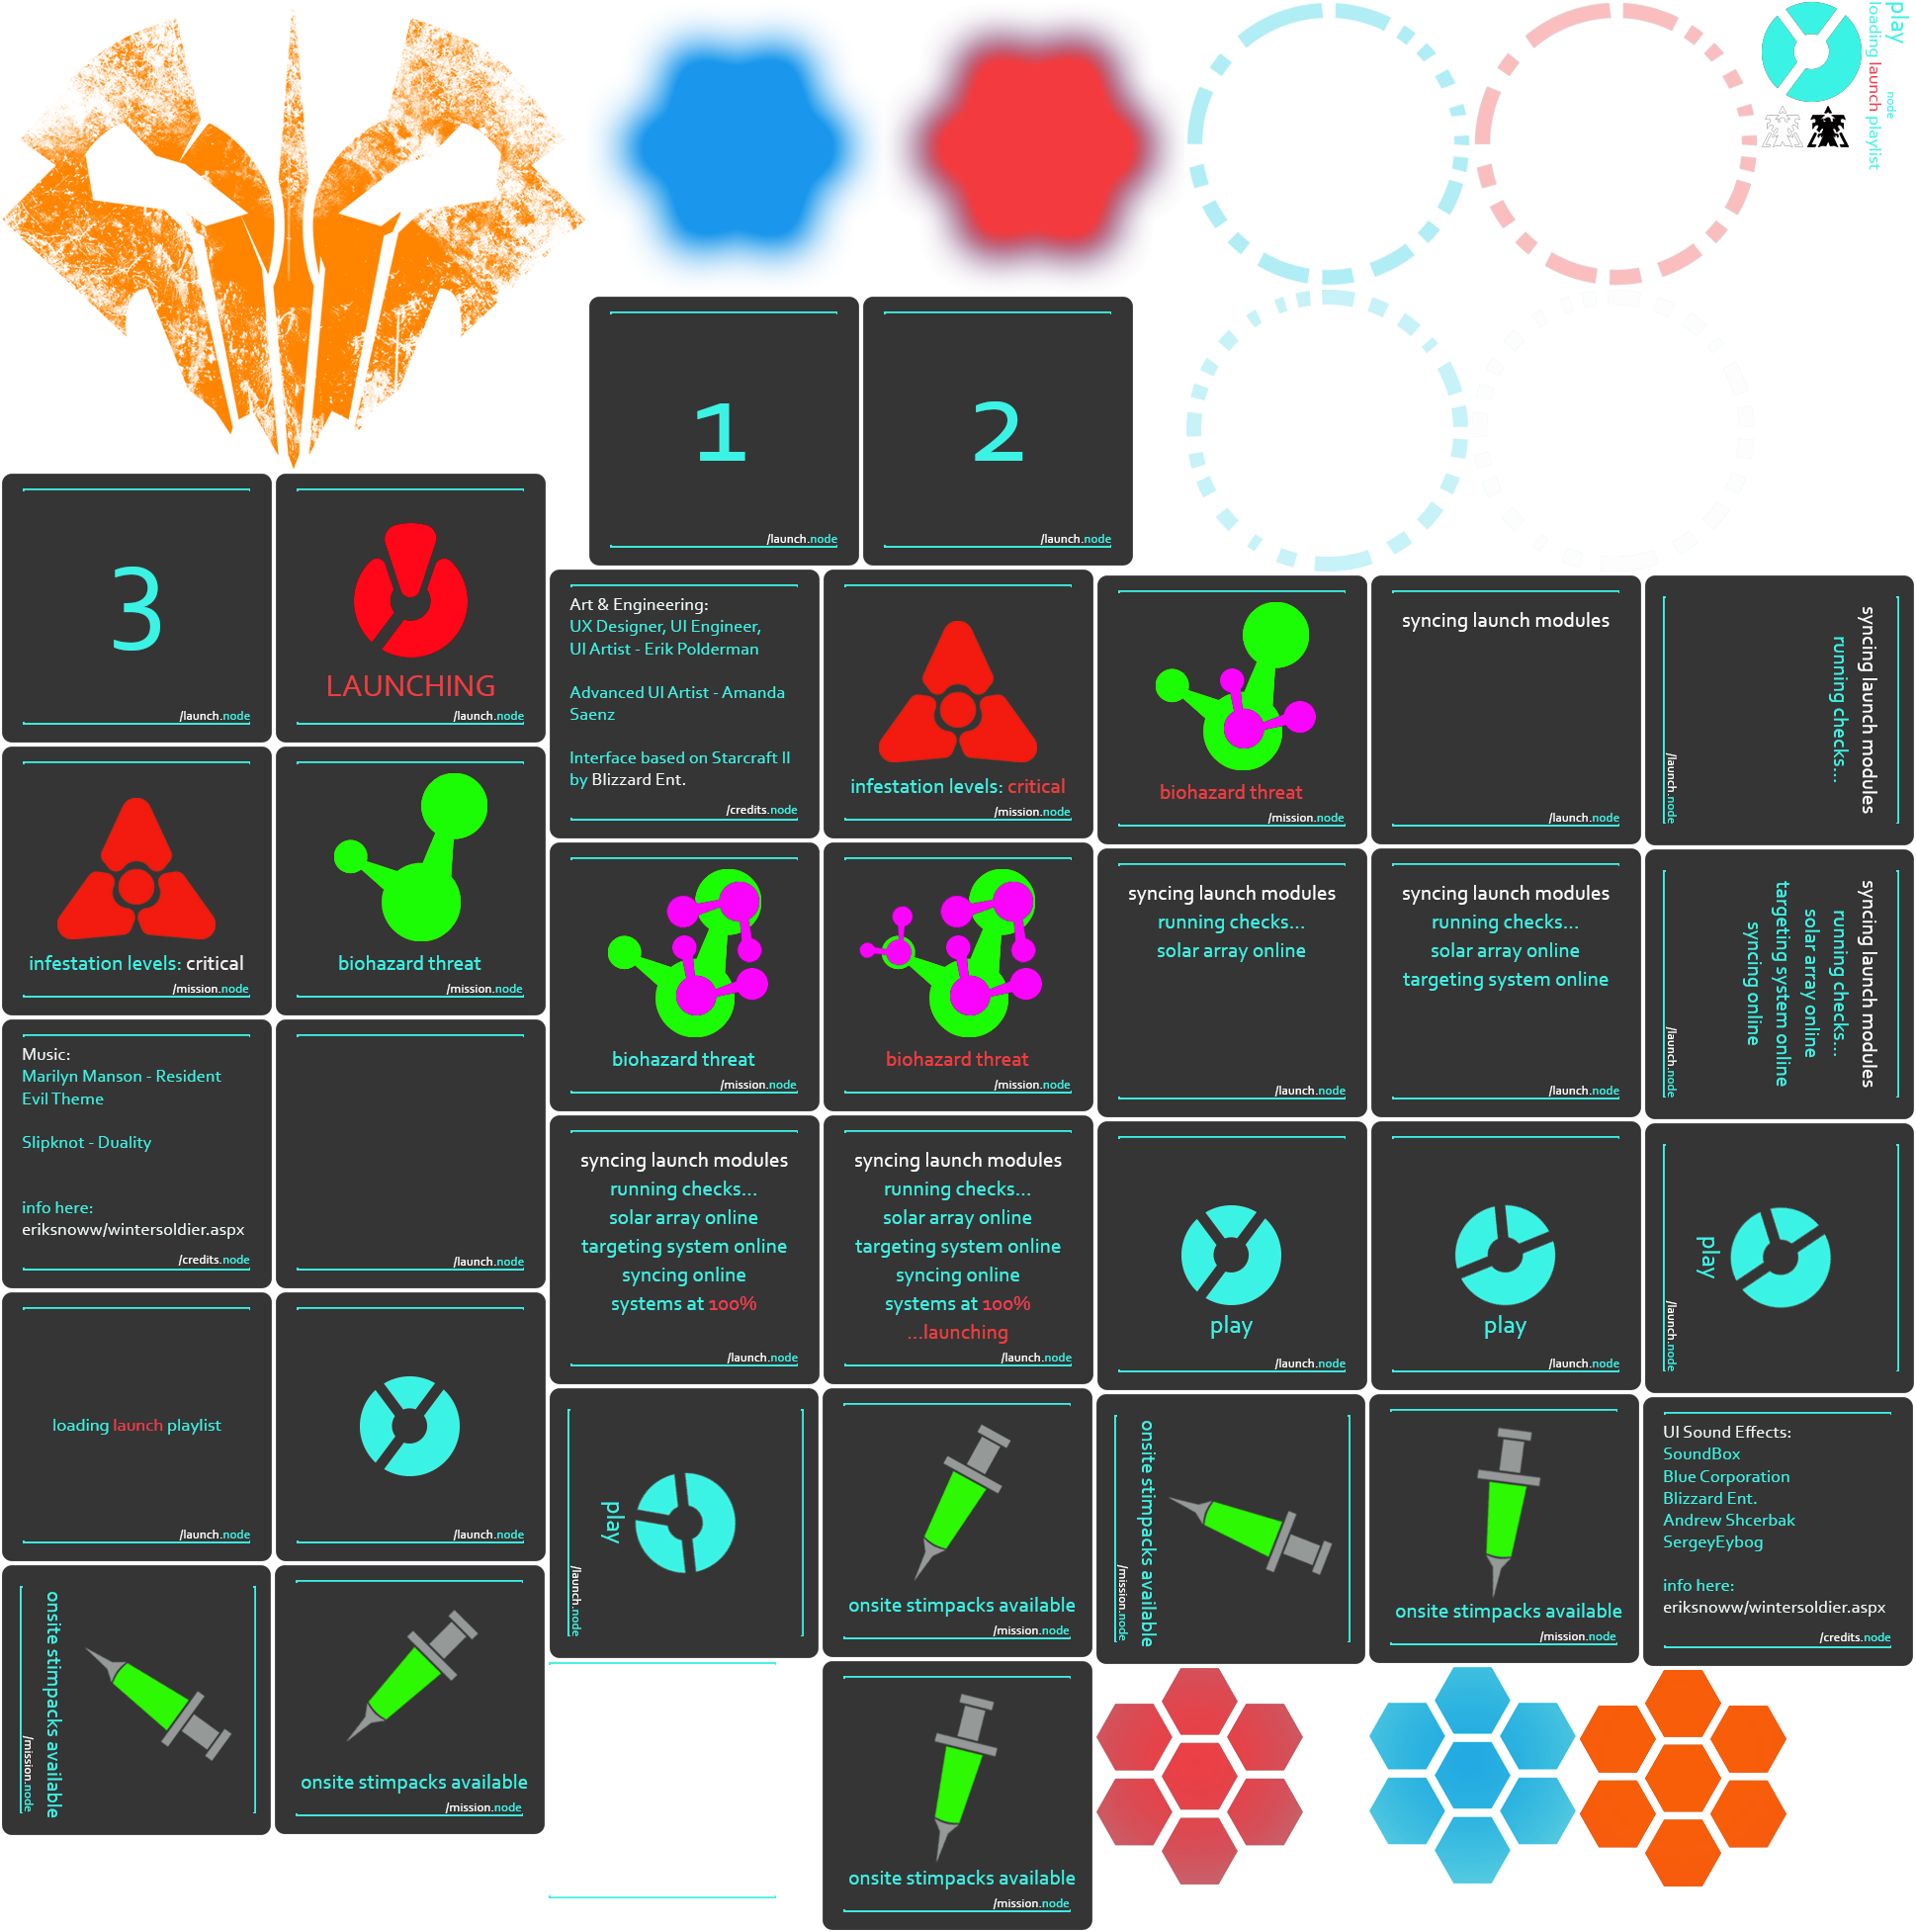 play
node
loading launch playlist
1
/launch.node
2
/launch.node
3
/launch.node
LAUNCHING
/launch.node
Art & Engineering:
UX Designer, UI Engineer,
UI Artist - Erik Polderman
Advanced UI Artist - Amanda
Saenz
Interface based on Starcraft II
by Blizzard Ent.
/credits.node
infestation levels: critical
/mission.node
biohazard threat
/mission.node
syncing launch modules
/launch.node
syncing launch modules
running checks...
/launch.node
infestation levels: critical
/mission.node
biohazard threat
/mission.node
biohazard threat
/mission.node
biohazard threat
/mission.node
syncing launch modules
running checks...
solar array online
/launch.node
syncing launch modules
running checks...
solar array online
targeting system online
/launch.node
syncing launch modules
running checks...
solar array online
targeting system online
syncing online
/launch.node
Music:
Marilyn Manson - Resident
Evil Theme
Slipknot - Duality
info here:
eriksnoww/wintersoldier.aspx
/credits.node
/launch.node
syncing launch modules
running checks...
solar array online
targeting system online
syncing online
systems at 100%
/launch.node
syncing launch modules
running checks...
solar array online
targeting system online
syncing online
systems at 100%
...launching
/launch.node
play
/launch.node
play
/launch.node
play
/launch.node
loading launch playlist
/launch.node
/launch.node
play
/launch.node
onsite stimpacks available
/mission.node
onsite stimpacks available
/mission.node
onsite stimpacks available
/mission.node
UI Sound Effects:
SoundBox
Blue Corporation
Blizzard Ent.
Andrew Shcerbak
SergeyEybog
info here:
eriksnoww/wintersoldier.aspx
/credits.node
onsite stimpacks available
/mission.node
onsite stimpacks available
/mission.node
onsite stimpacks available
/mission.node